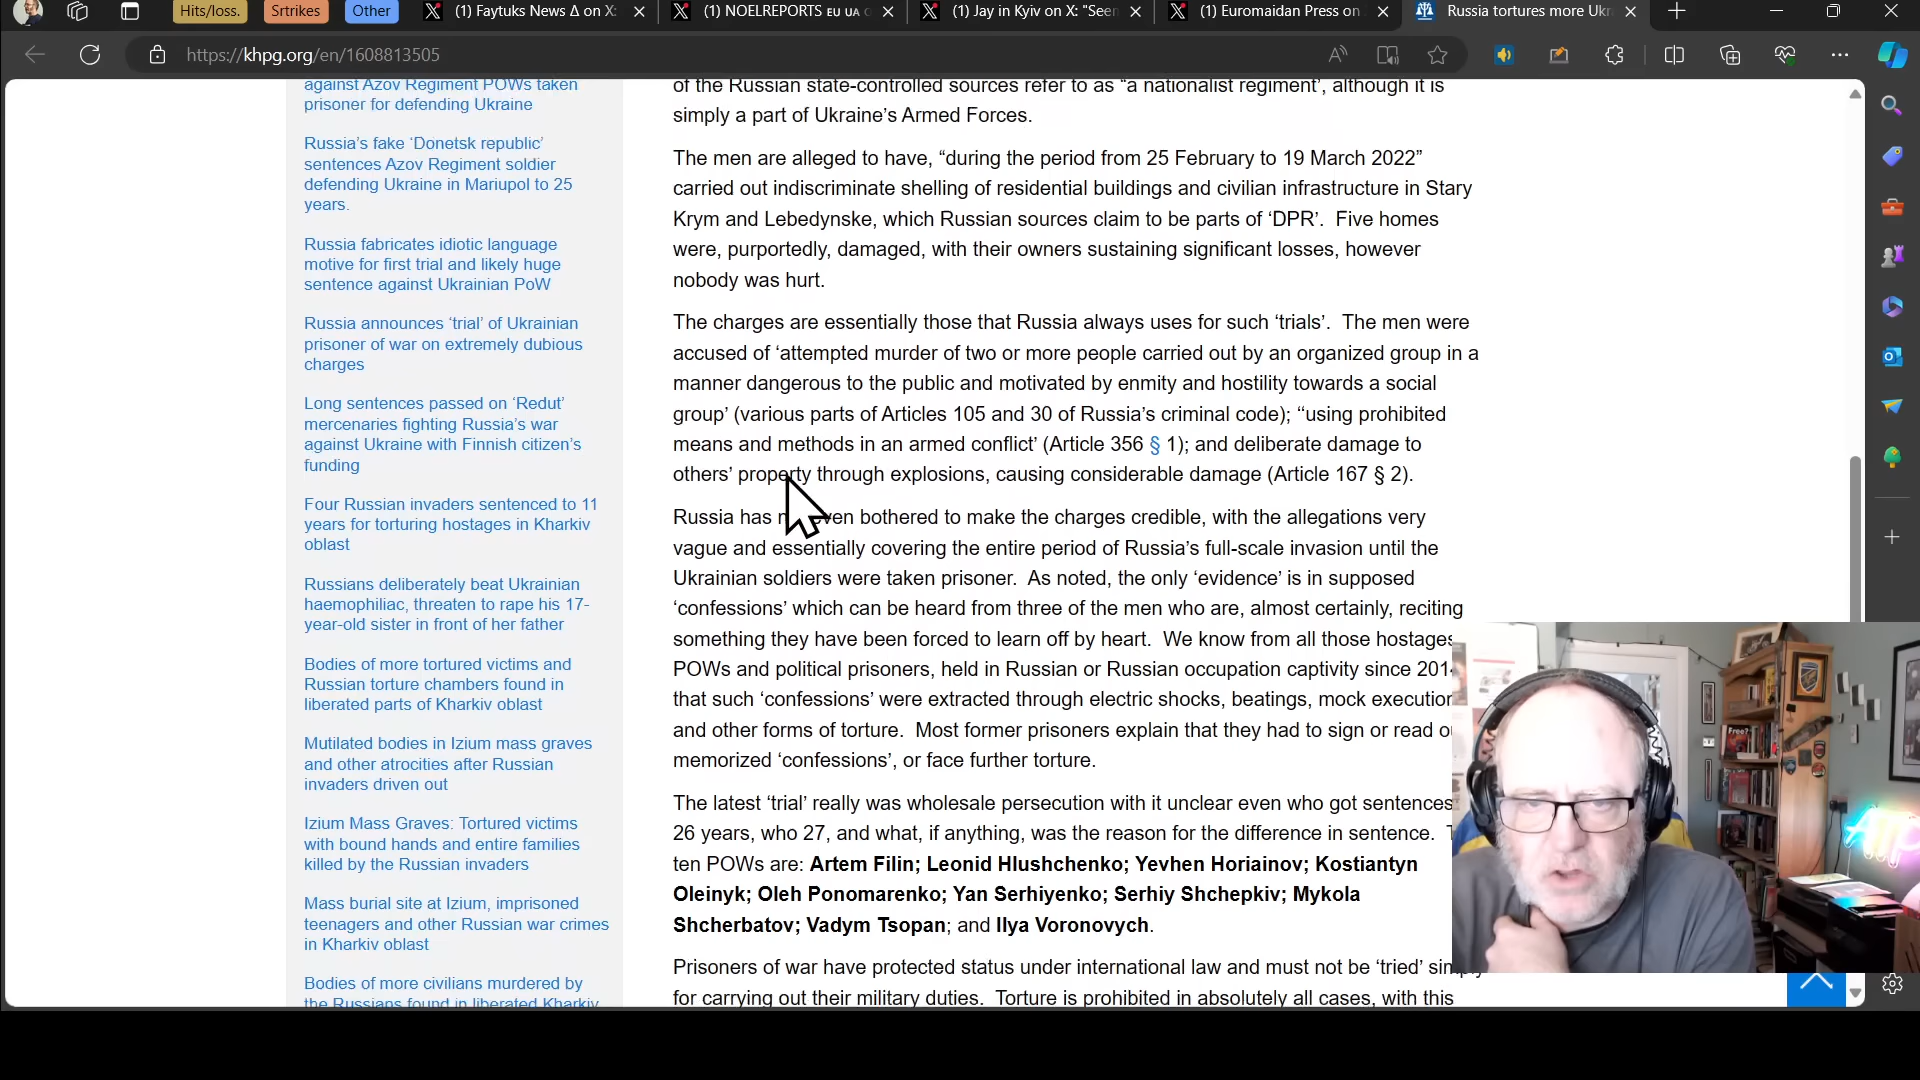 Hits/loss.
Srtrikes
Other
(1) Faytuks News Δ on X:
(1) NOELREPORTS EU UA
(1) Jay in Kyiv on X: "Seen
(1) Euromaidan Press on
Russia tortures more Ukr
https://khpg.org/en/1608813505
against Azov Regiment POWs taken
prisoner for defending Ukraine
Russia's fake ‘Donetsk republic’
sentences Azov Regiment soldier
defending Ukraine in Mariupol to 25
years.
Russia fabricates idiotic language
motive for first trial and likely huge
sentence against Ukrainian PoW
Russia announces ‘trial’ of Ukrainian
prisoner of war on extremely dubious
charges
Long sentences passed on ‘Redut’
mercenaries fighting Russia’s war
against Ukraine with Finnish citizen’s
funding
Four Russian invaders sentenced to 11
years for torturing hostages in Kharkiv
oblast
Russians deliberately beat Ukrainian
haemophiliac, threaten to rape his 17-
year-old sister in front of her father
Bodies of more tortured victims and
Russian torture chambers found in
liberated parts of Kharkiv oblast
Mutilated bodies in Izium mass graves
and other atrocities after Russian
invaders driven out
Izium Mass Graves: Tortured victims
with bound hands and entire families
killed by the Russian invaders
Mass burial site at Izium, imprisoned
teenagers and other Russian war crimes
in Kharkiv oblast
Bodies of more civilians murdered by
the Russians found in liberated Kharkiv
of the Russian state-controlled sources refer to as “a nationalist regiment’, although it is
simply a part of Ukraine’s Armed Forces.
The men are alleged to have, “during the period from 25 February to 19 March 2022”
carried out indiscriminate shelling of residential buildings and civilian infrastructure in Stary
Krym and Lebedynske, which Russian sources claim to be parts of ‘DPR’. Five homes
were, purportedly, damaged, with their owners sustaining significant losses, however
nobody was hurt.
The charges are essentially those that Russia always uses for such ‘trials’. The men were
accused of ‘attempted murder of two or more people carried out by an organized group in a
manner dangerous to the public and motivated by enmity and hostility towards a social
group’ (various parts of Articles 105 and 30 of Russia’s criminal code); “using prohibited
means and methods in an armed conflict’ (Article 356 § 1); and deliberate damage to
others’ property through explosions, causing considerable damage (Article 167 § 2).
Russia has bothered to make the charges credible, with the allegations very
vague and essentially covering the entire period of Russia’s full-scale invasion until the
Ukrainian soldiers were taken prisoner. As noted, the only ‘evidence’ is in supposed
‘confessions’ which can be heard from three of the men who are, almost certainly, reciting
something they have been forced to learn off by heart. We know from all those hostages
POWs and political prisoners, held in Russian or Russian occupation captivity since 2014
that such ‘confessions’ were extracted through electric shocks, beatings, mock execution
and other forms of torture. Most former prisoners explain that they had to sign or read o
memorized ‘confessions’, or face further torture.
The latest ‘trial’ really was wholesale persecution with it unclear even who got sentences
26 years, who 27, and what, if anything, was the reason for the difference in sentence.
ten POWs are: Artem Filin; Leonid Hlushchenko; Yevhen Horiainov; Kostiantyn
Oleinyk; Oleh Ponomarenko; Yan Serhiyenko; Serhiy Shchepkiv; Mykola
Shcherbatov; Vadym Tsopan; and Ilya Voronovych.
Prisoners of war have protected status under international law and must not be ‘tried’ simply
for carrying out their military duties. Torture is prohibited in absolutely all cases, with this
Free?